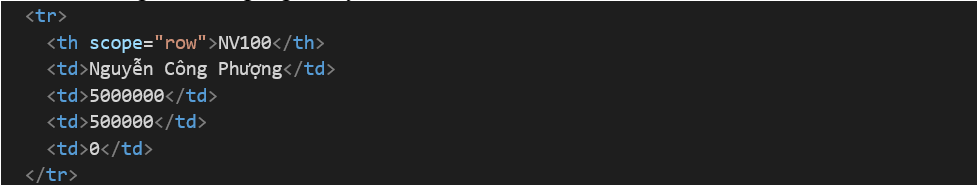 <tr>
<th scope="row">NV100</th>
<td>Nguyễn Công Phượng</td>
<td>5000000</td>
<td>500000</td>
<td>0</td>
</tr>